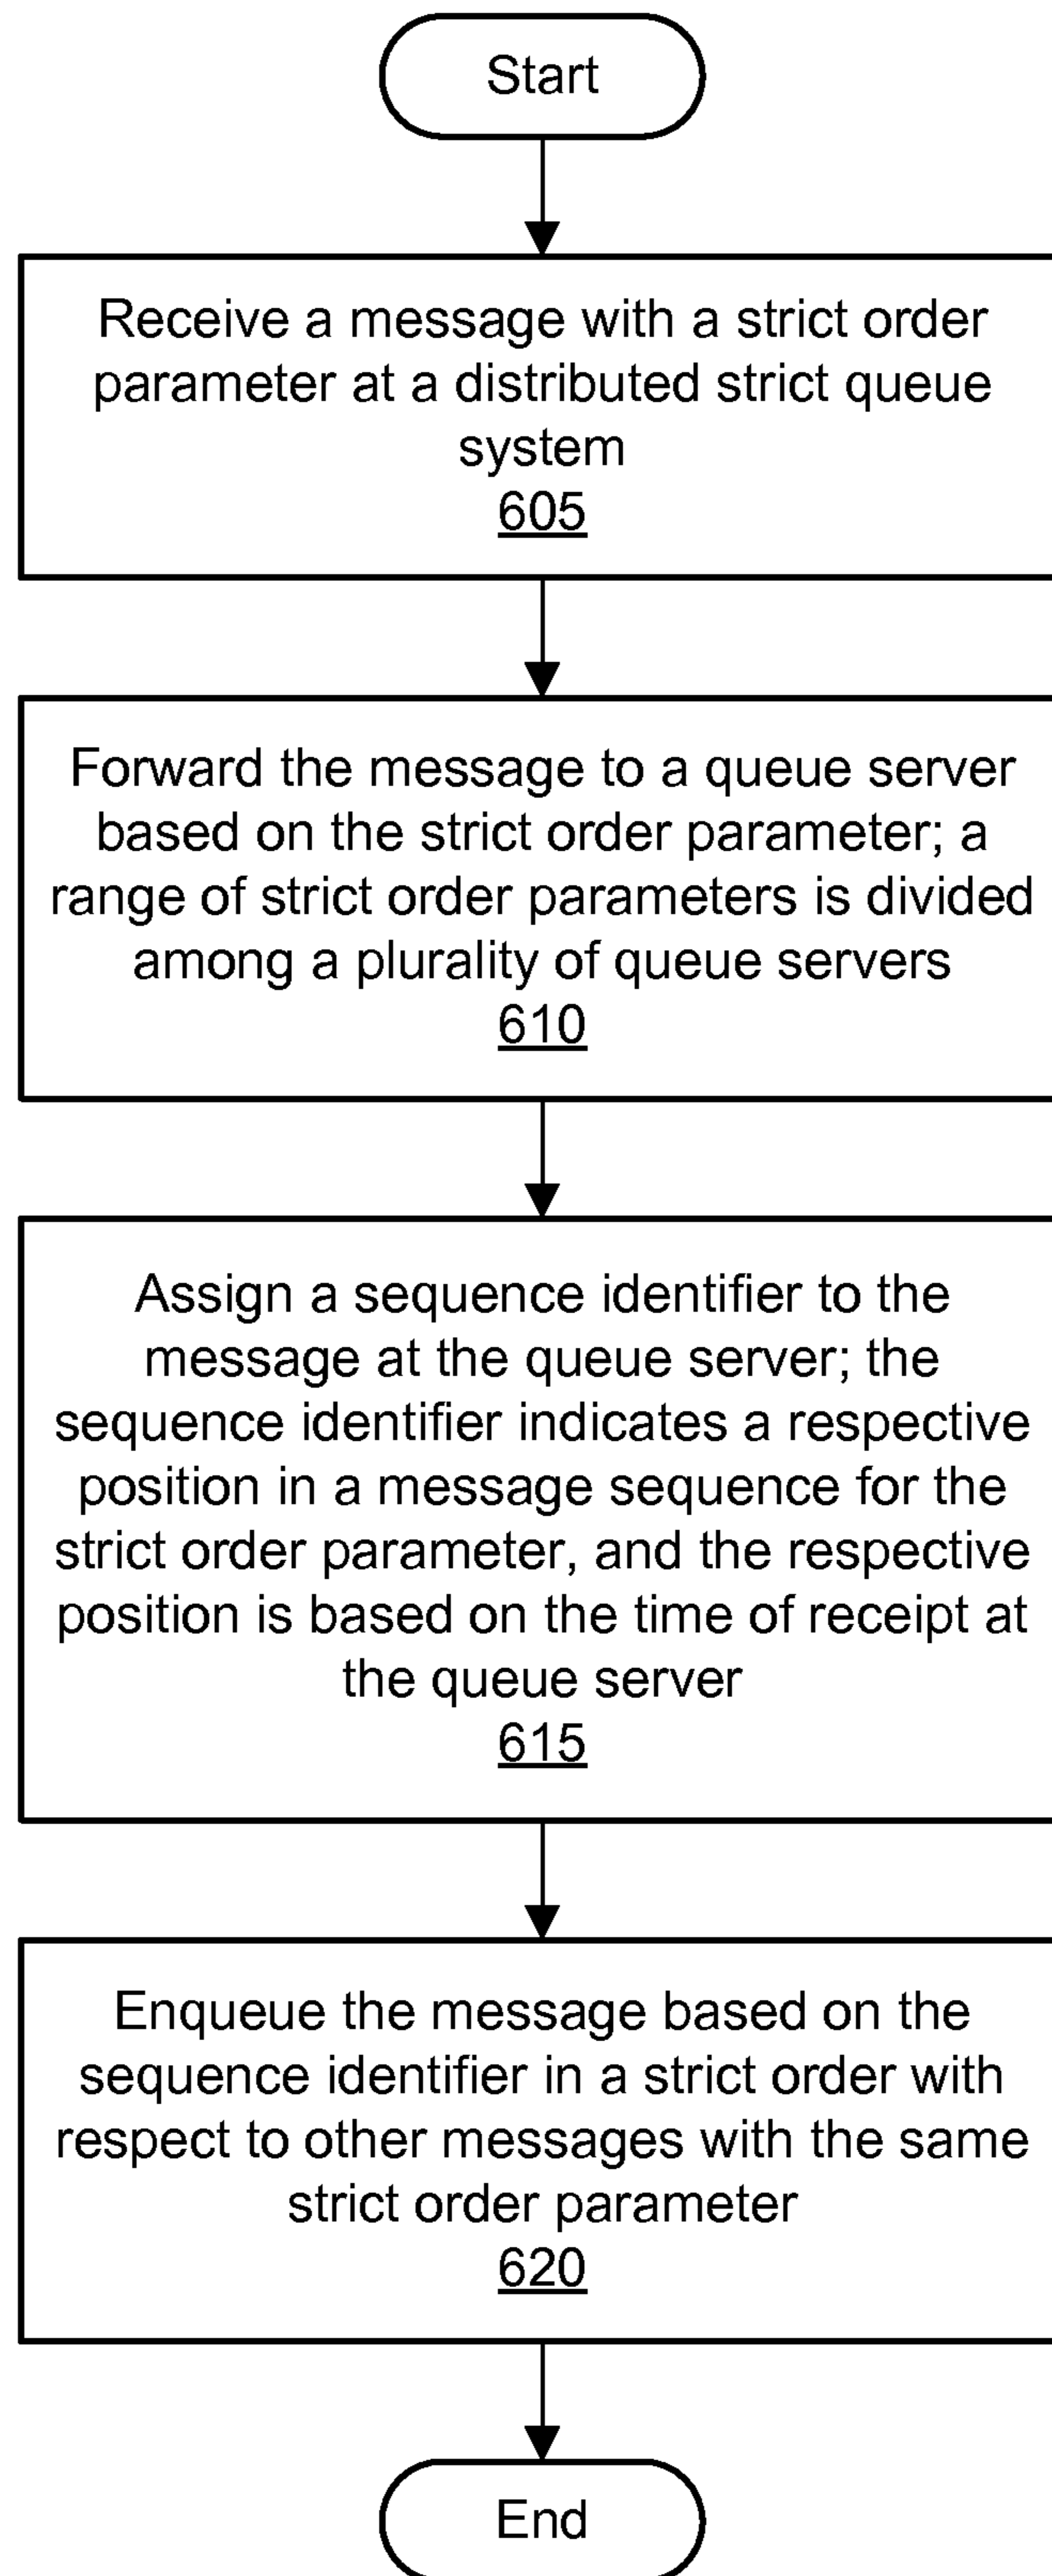 Start
Receive a message with a strict order
parameter at a distributed strict queue
system
605
Forward the message to a queue server
based on the strict order parameter; a
range of strict order parameters is divided
among a plurality of queue servers
610
Assign a sequence identifier to the
message at the queue server; the
sequence identifier indicates a respective
position in a message sequence for the
strict order parameter, and the respective
position is based on the time of receipt at
the queue server
615
Enqueue the message based on the
sequence identifier in a strict order with
respect to other messages with the same
strict order parameter
620
End